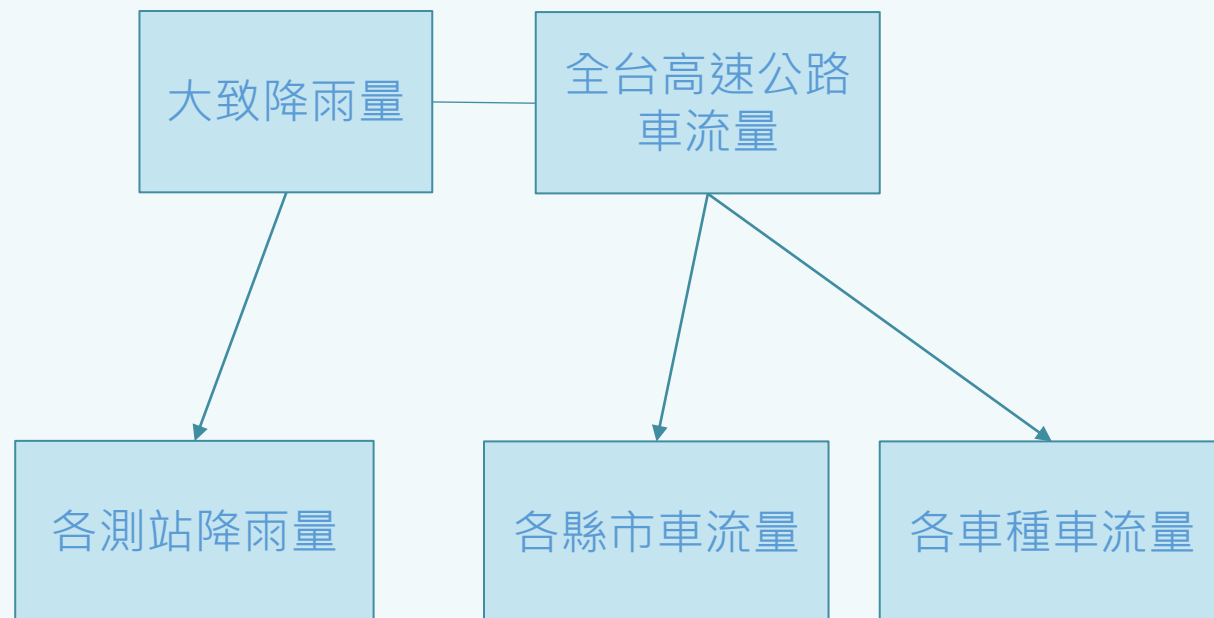 大致降雨量
全台高速公路
車流量
各測站降雨量
各縣市車流量
各車種車流量